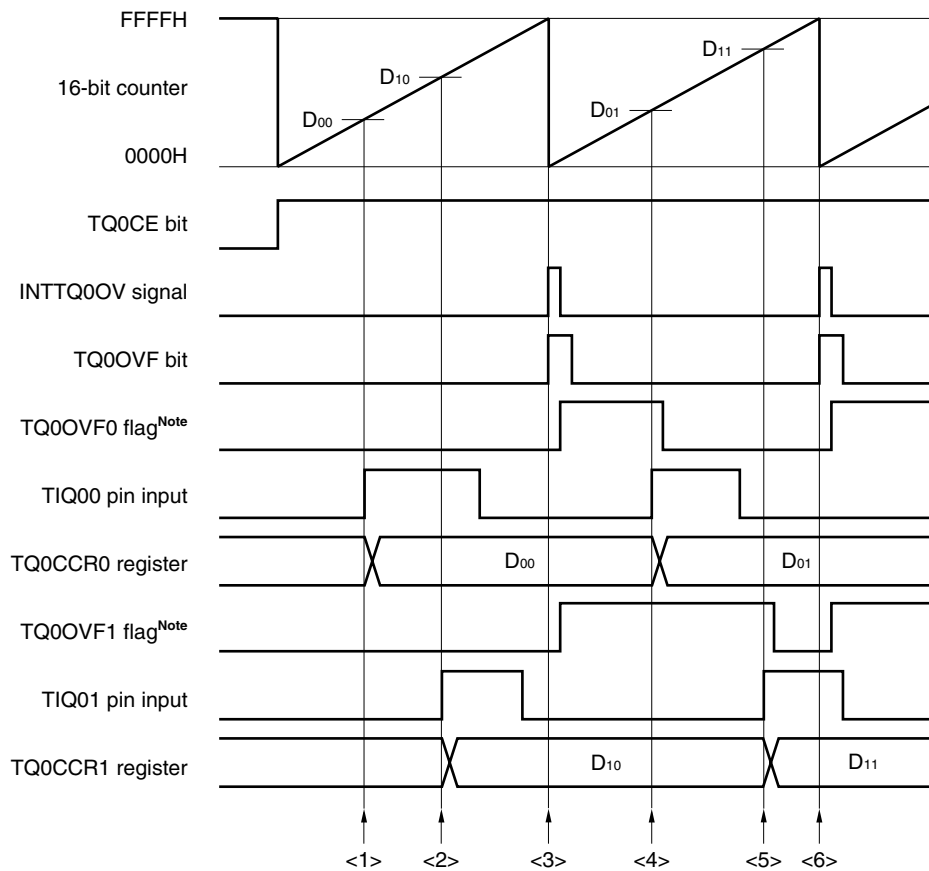 FFFFH
16-bit counter
0000H
D10
D00
D11
D01
TQ0CE bit
INTTQ0OV signal
TQ0OVF bit
TQ0OVF0 flagNote
TIQ00 pin input
TQ0CCR0 register
D00
D01
TQ0OVF1 flagNote
TIQ01 pin input
TQ0CCR1 register
D10
D11
<1> <2> <3> <4> <5> <6>